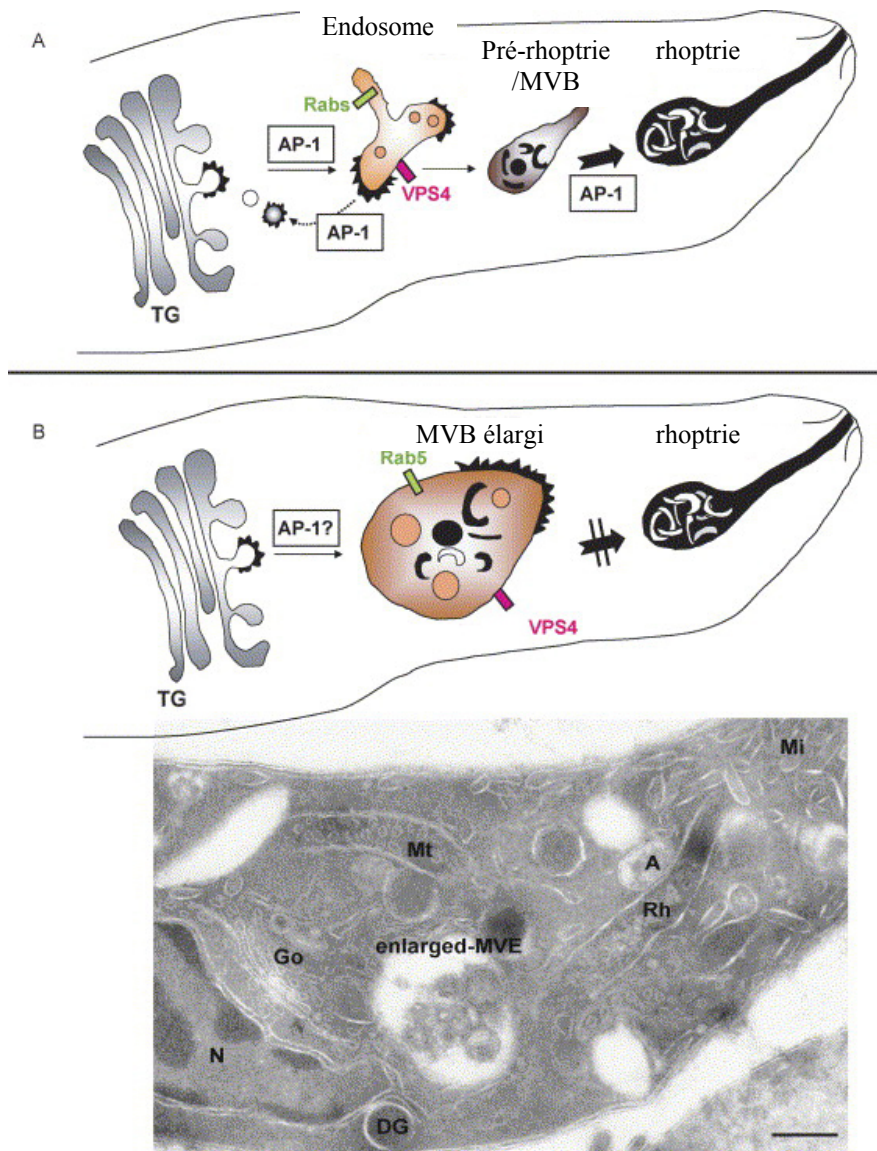 A
Endosome
Pré-rhoptrie
/MVB
rhoptrie
Rabs
AP-1
VPS4
AP-1
AP-1
TG
B
MVB élargi
rhoptrie
Rab5
AP-1?
VPS4
TG
Mi
Mt
A
Rh
Go
enlarged-MVE
N
DG